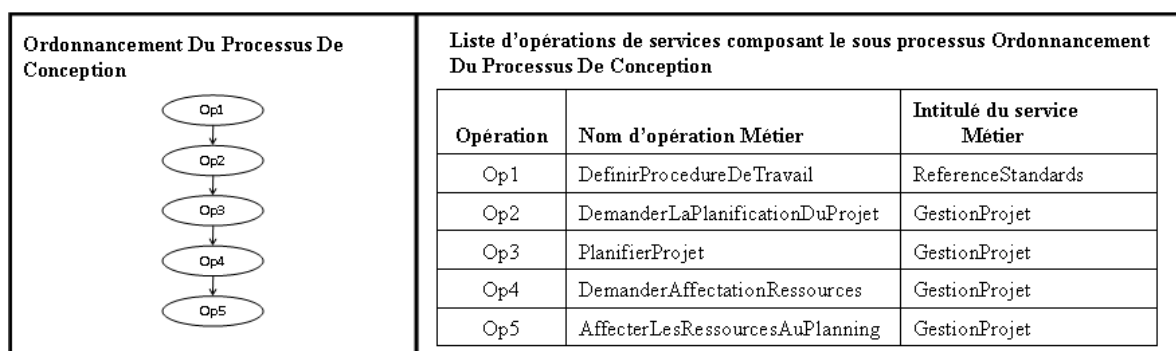 Ordonnancement Du Processus De
Conception
Op1
Op2
Op3
Op4
Op5
Liste d'opérations de services composant le sous processus Ordonnancement
Du Processus De Conception
Opération Nom d'opération Métier Intitulé du service
Métier
Op1 DefinirProcedureDeTravail ReferenceStandards
Op2 DemanderLaPlanificationDuProjet GestionProjet
Op3 PlanifierProjet GestionProjet
Op4 DemanderAffectationRessources GestionProjet
Op5 AffecterLesRessourcesAuPlanning GestionProjet